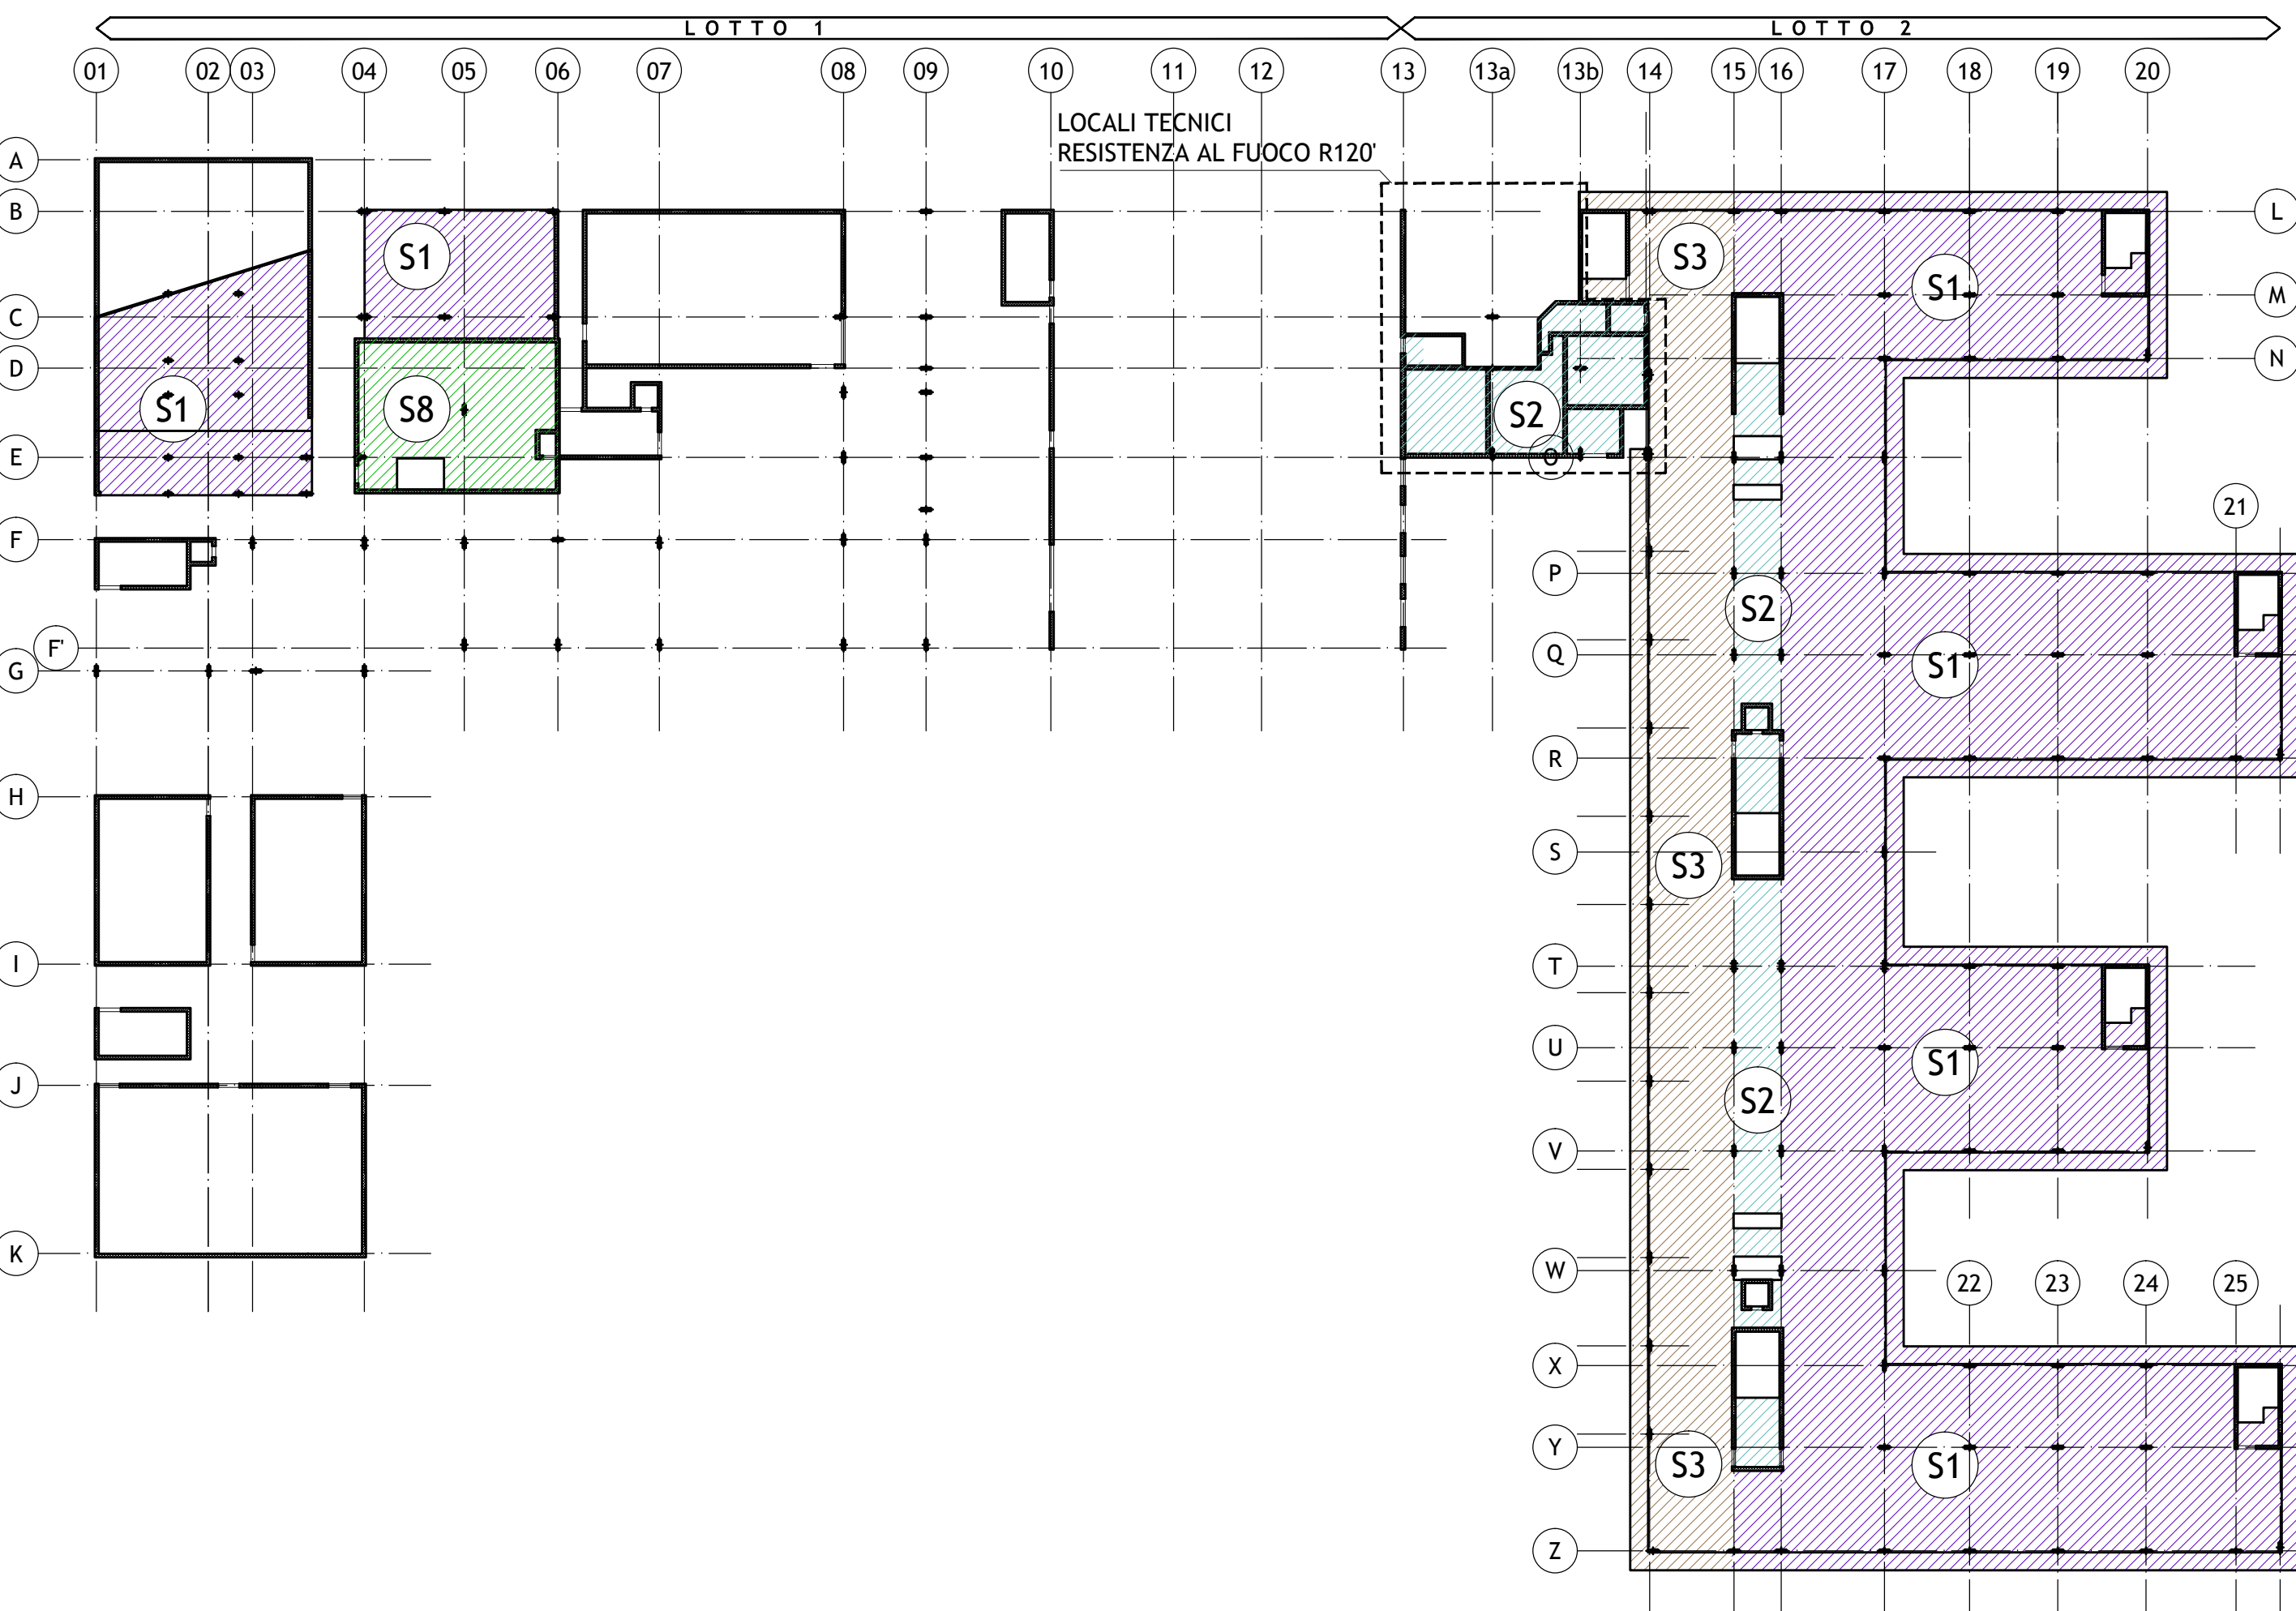 LOTTO 1
LOTTO 2
01 02 03 04 05 06 07 08 09 10 11 12 13 13a 13b 14 15 16 17 18 19 20
LOCALI TECNICI
RESISTENZA AL FUOCO R120'
A
B
L
S1
S3
S1
M
C
D
N
S1
S8
S2
E
O
21
F
P
S2
F'
Q
S1
G
R
H
S
S3
I
T
U
S1
J
S2
V
K
W
22 23 24 25
X
Y
S3
S1
Z